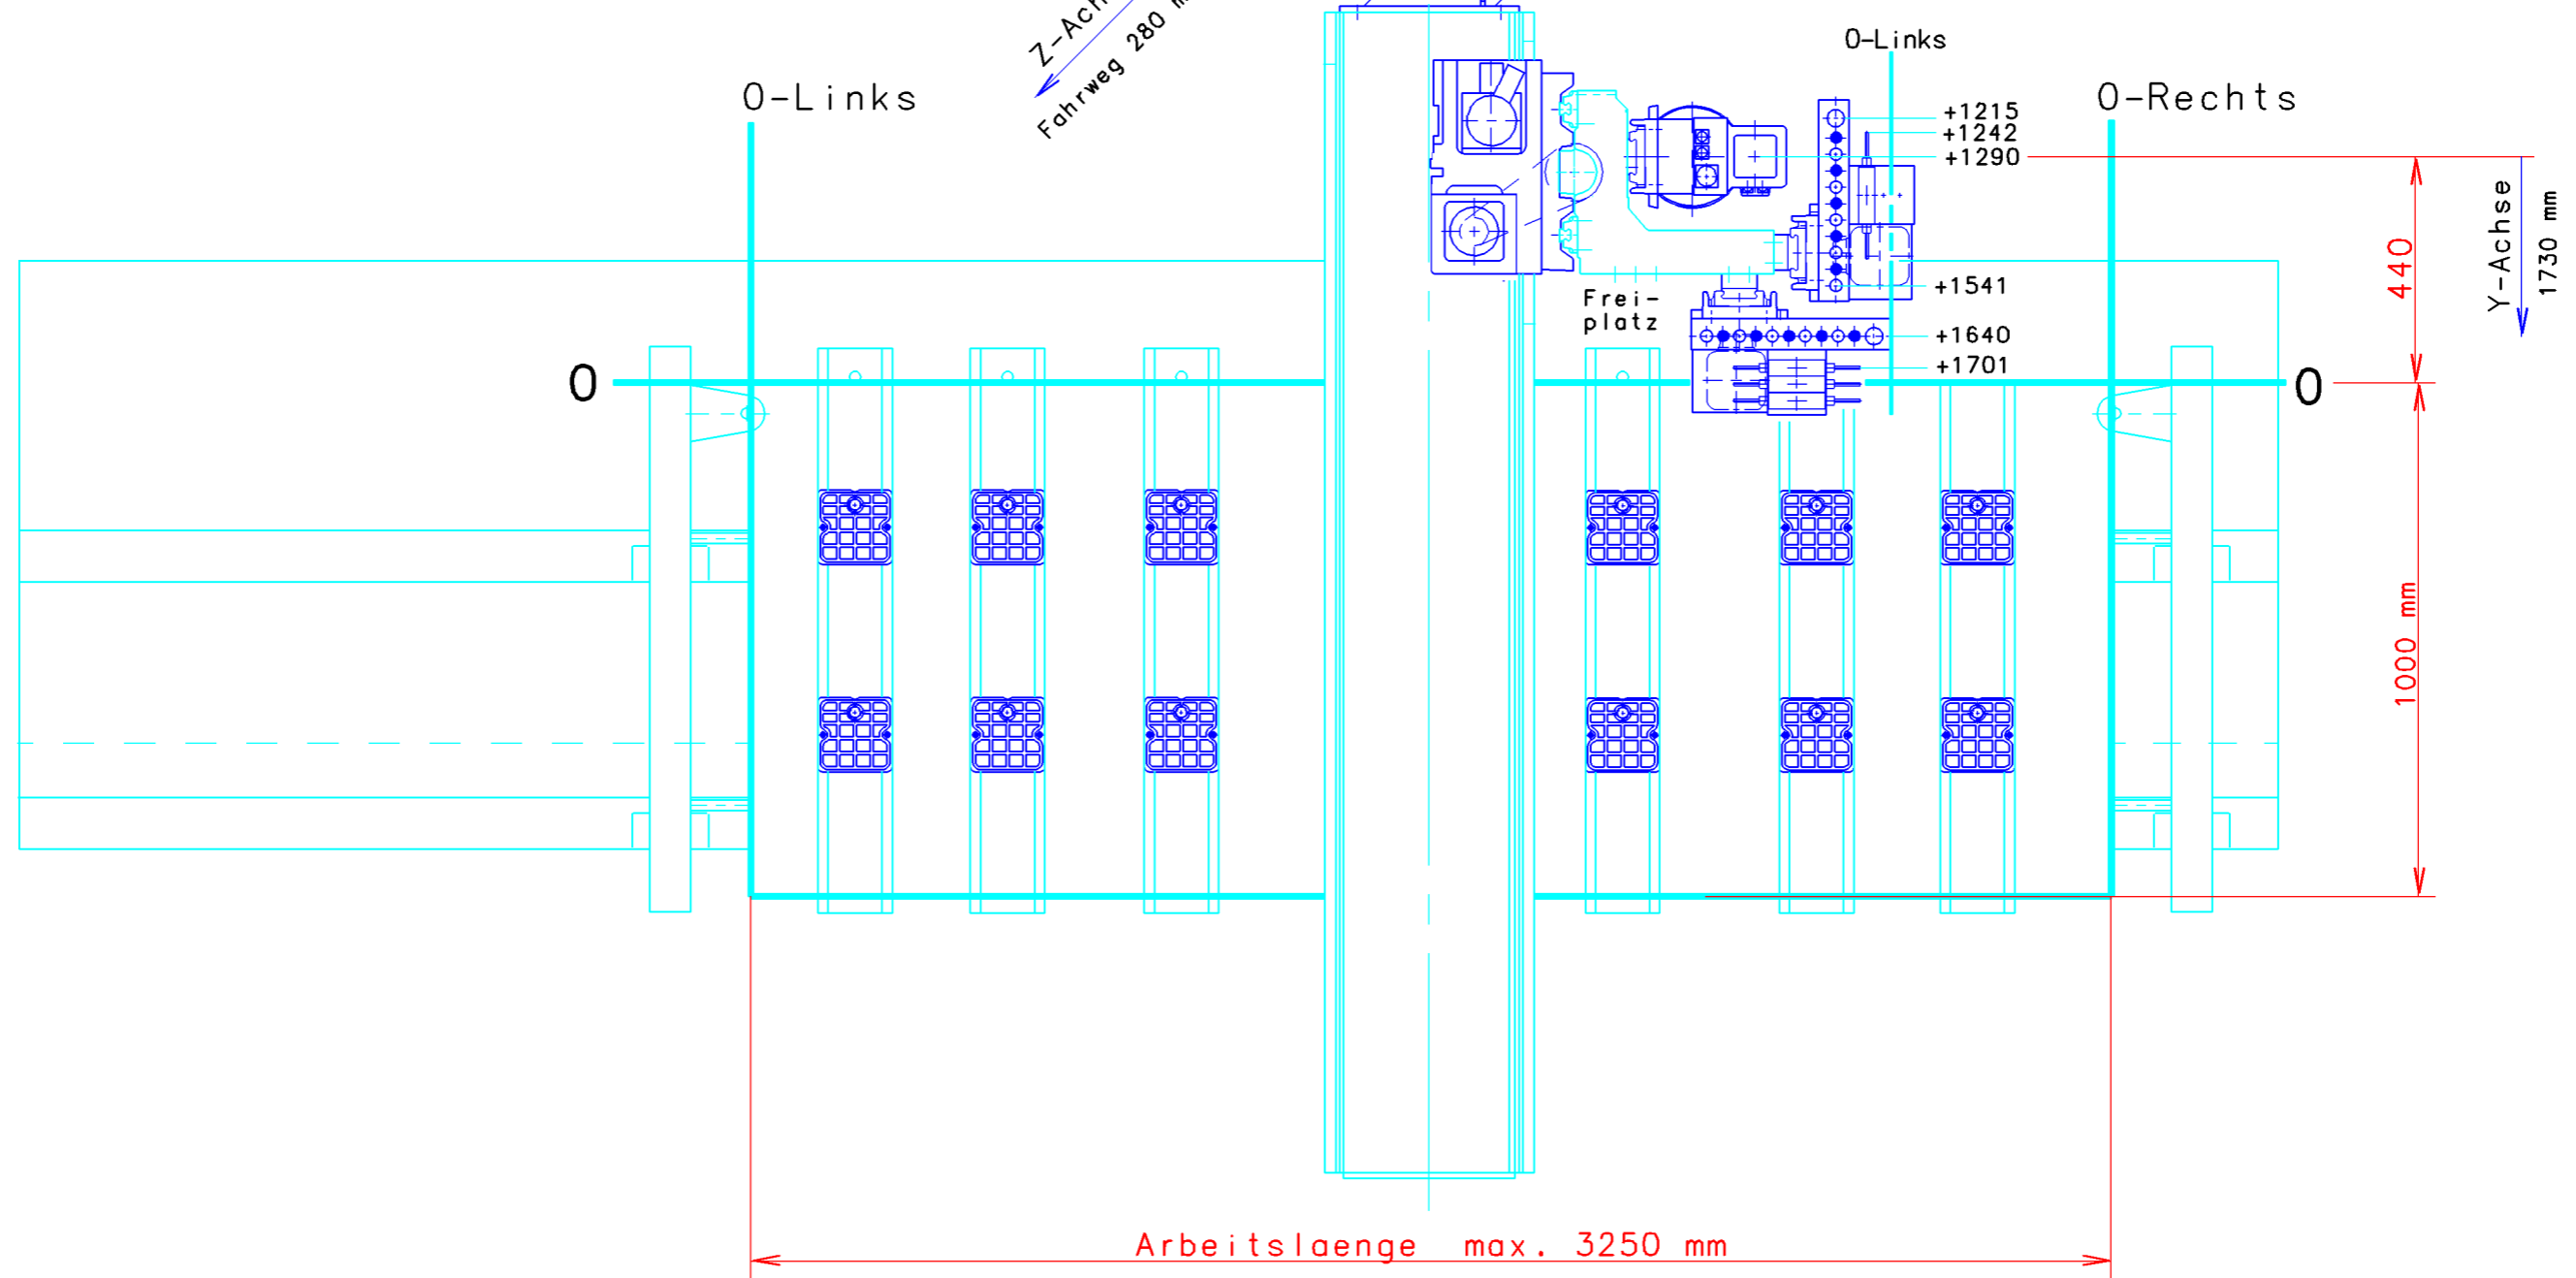 Z-Ach
Fahrweg 280 m
0-Links
0-Links
0-Rechts
+1215
+1242
+1290
440
Y-Achse
1730 mm
+1541
Frei-
platz
+1640
+1701
0
0
1000 mm
Arbeitslaenge max. 3250 mm